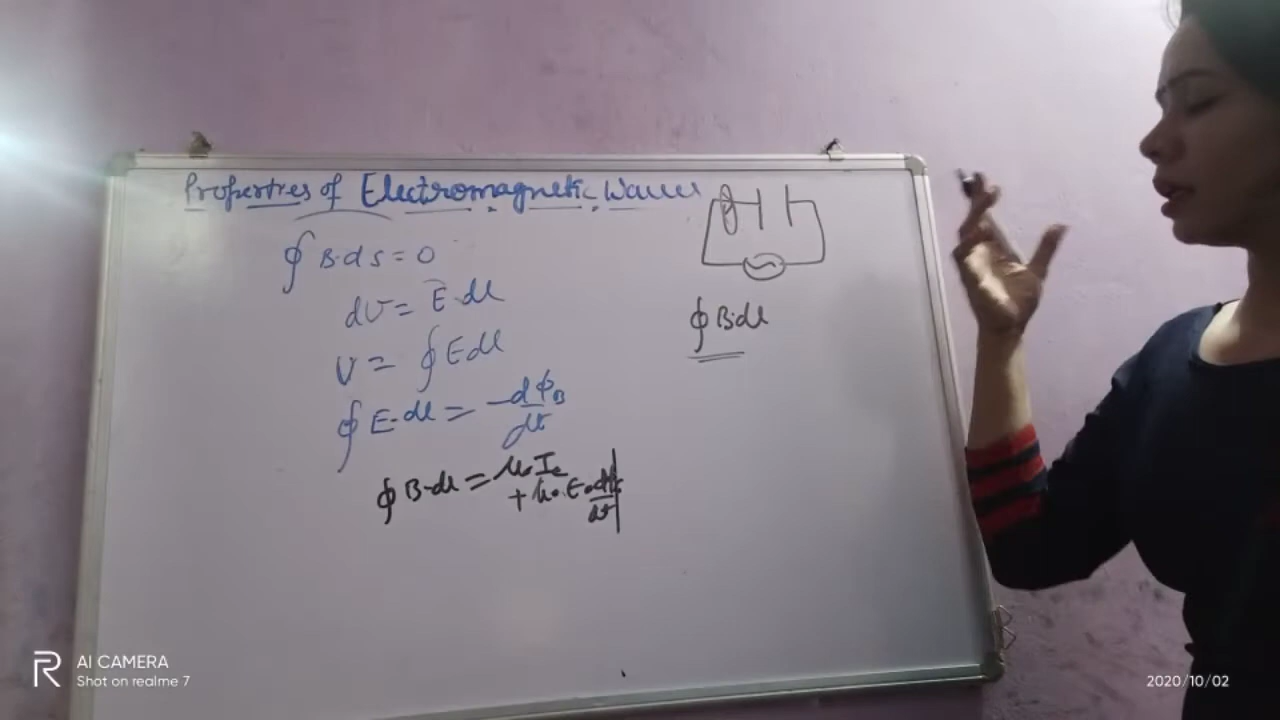 Properties of Electromagnetic Waves
∮ B·ds = 0
dV = E·dl
V = ∮ Edl
∮ E·dl = -dΦB/dt
∮ B·dl = μ₀Ic
+ μ₀ε₀ dΦE/dt
∮ B·dl
AI CAMERA
Shot on realme 7
2020/10/02